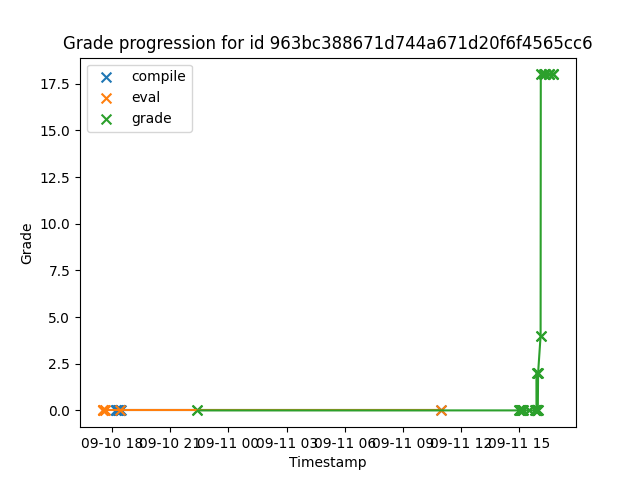 Grade progression for id 963bc388671d744a671d20f6f4565cc6
compile
eval
grade
17.5
15.0
12.5
10.0
7.5
5.0
2.5
0.0
Grade
09-10 18 09-10 21 09-11 00 09-11 03 09-11 06 09-11 09 09-11 12 09-11 15
Timestamp